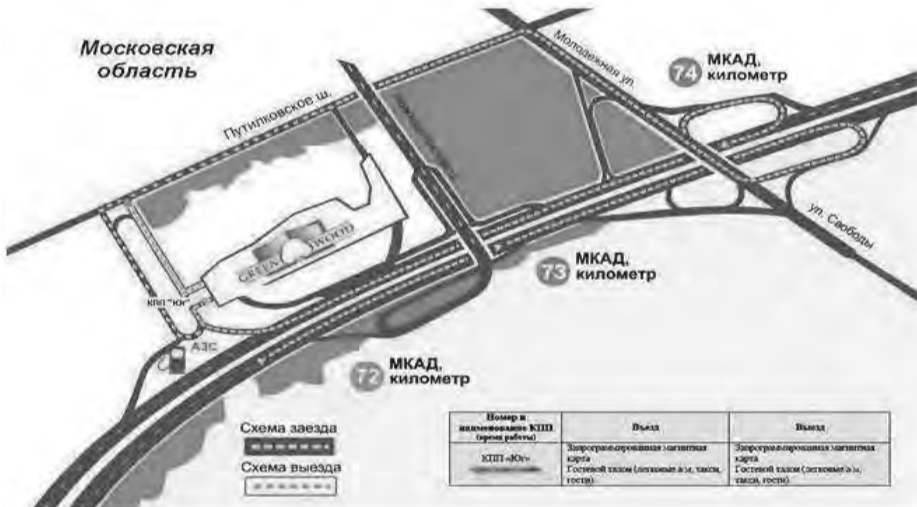 Московская
область
Путилковское ш.
Молодежная ул.
74
МКАД,
километр
ул. Свободы
GREEN WOOD
73
МКАД,
километр
КПП "Юг"
АЗС
72
МКАД,
километр
Схема заезда
Схема выезда
Номер и
наименование КПП
(время работы)
Въезд
Выезд
КПП «Юг»
Запрограммированная магнитная
карта
Гостевой талон (легковые а/м, такси,
гости)
Запрограммированная магнитная
карта
Гостевой талон (легковые а/м,
такси, гости)